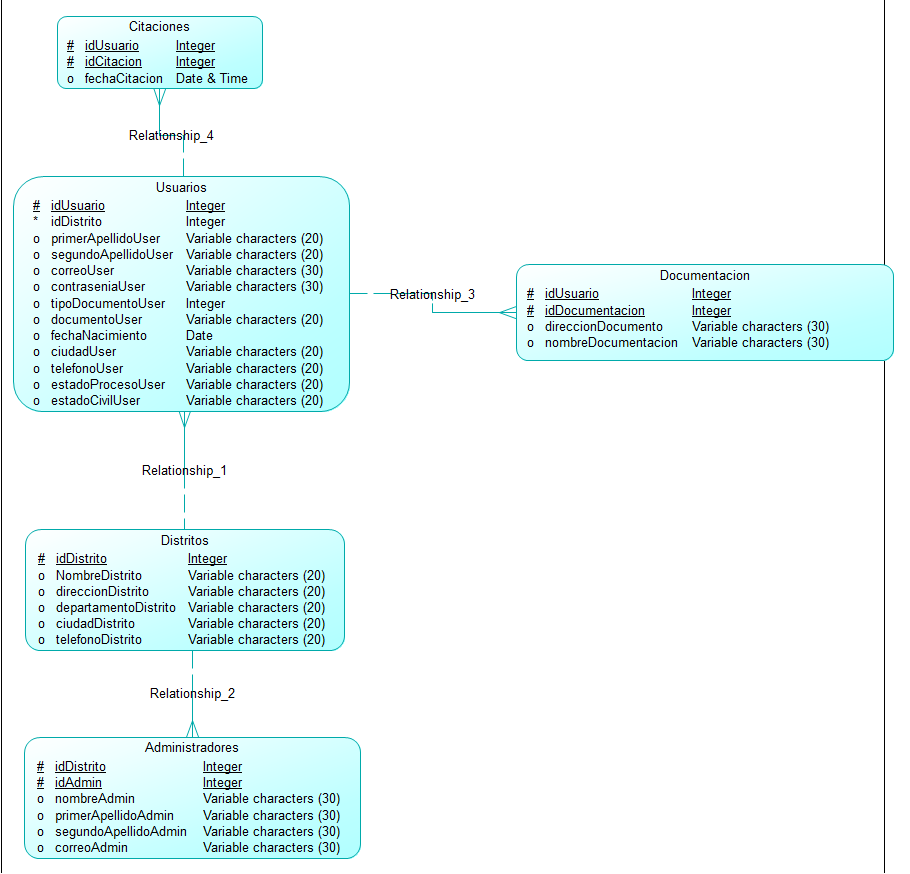 Citaciones
# idUsuario Integer
# idCitacion Integer
o fechaCitacion Date & Time
Relationship_4
Usuarios
# idUsuario Integer
* idDistrito Integer
o primerApellidoUser Variable characters (20)
o segundoApellidoUser Variable characters (20)
o correoUser Variable characters (30)
o contraseniaUser Variable characters (30)
o tipoDocumentoUser Integer
o documentoUser Variable characters (20)
o fechaNacimiento Date
o ciudadUser Variable characters (20)
o telefonoUser Variable characters (20)
o estadoProcesoUser Variable characters (20)
o estadoCivilUser Variable characters (20)
Relationship_3
Documentacion
# idUsuario Integer
# idDocumentacion Integer
o direccionDocumento Variable characters (30)
o nombreDocumentacion Variable characters (30)
Relationship_1
Distritos
# idDistrito Integer
o NombreDistrito Variable characters (20)
o direccionDistrito Variable characters (20)
o departamentoDistrito Variable characters (20)
o ciudadDistrito Variable characters (20)
o telefonoDistrito Variable characters (20)
Relationship_2
Administradores
# idDistrito Integer
# idAdmin Integer
o nombreAdmin Variable characters (30)
o primerApellidoAdmin Variable characters (30)
o segundoApellidoAdmin Variable characters (30)
o correoAdmin Variable characters (30)